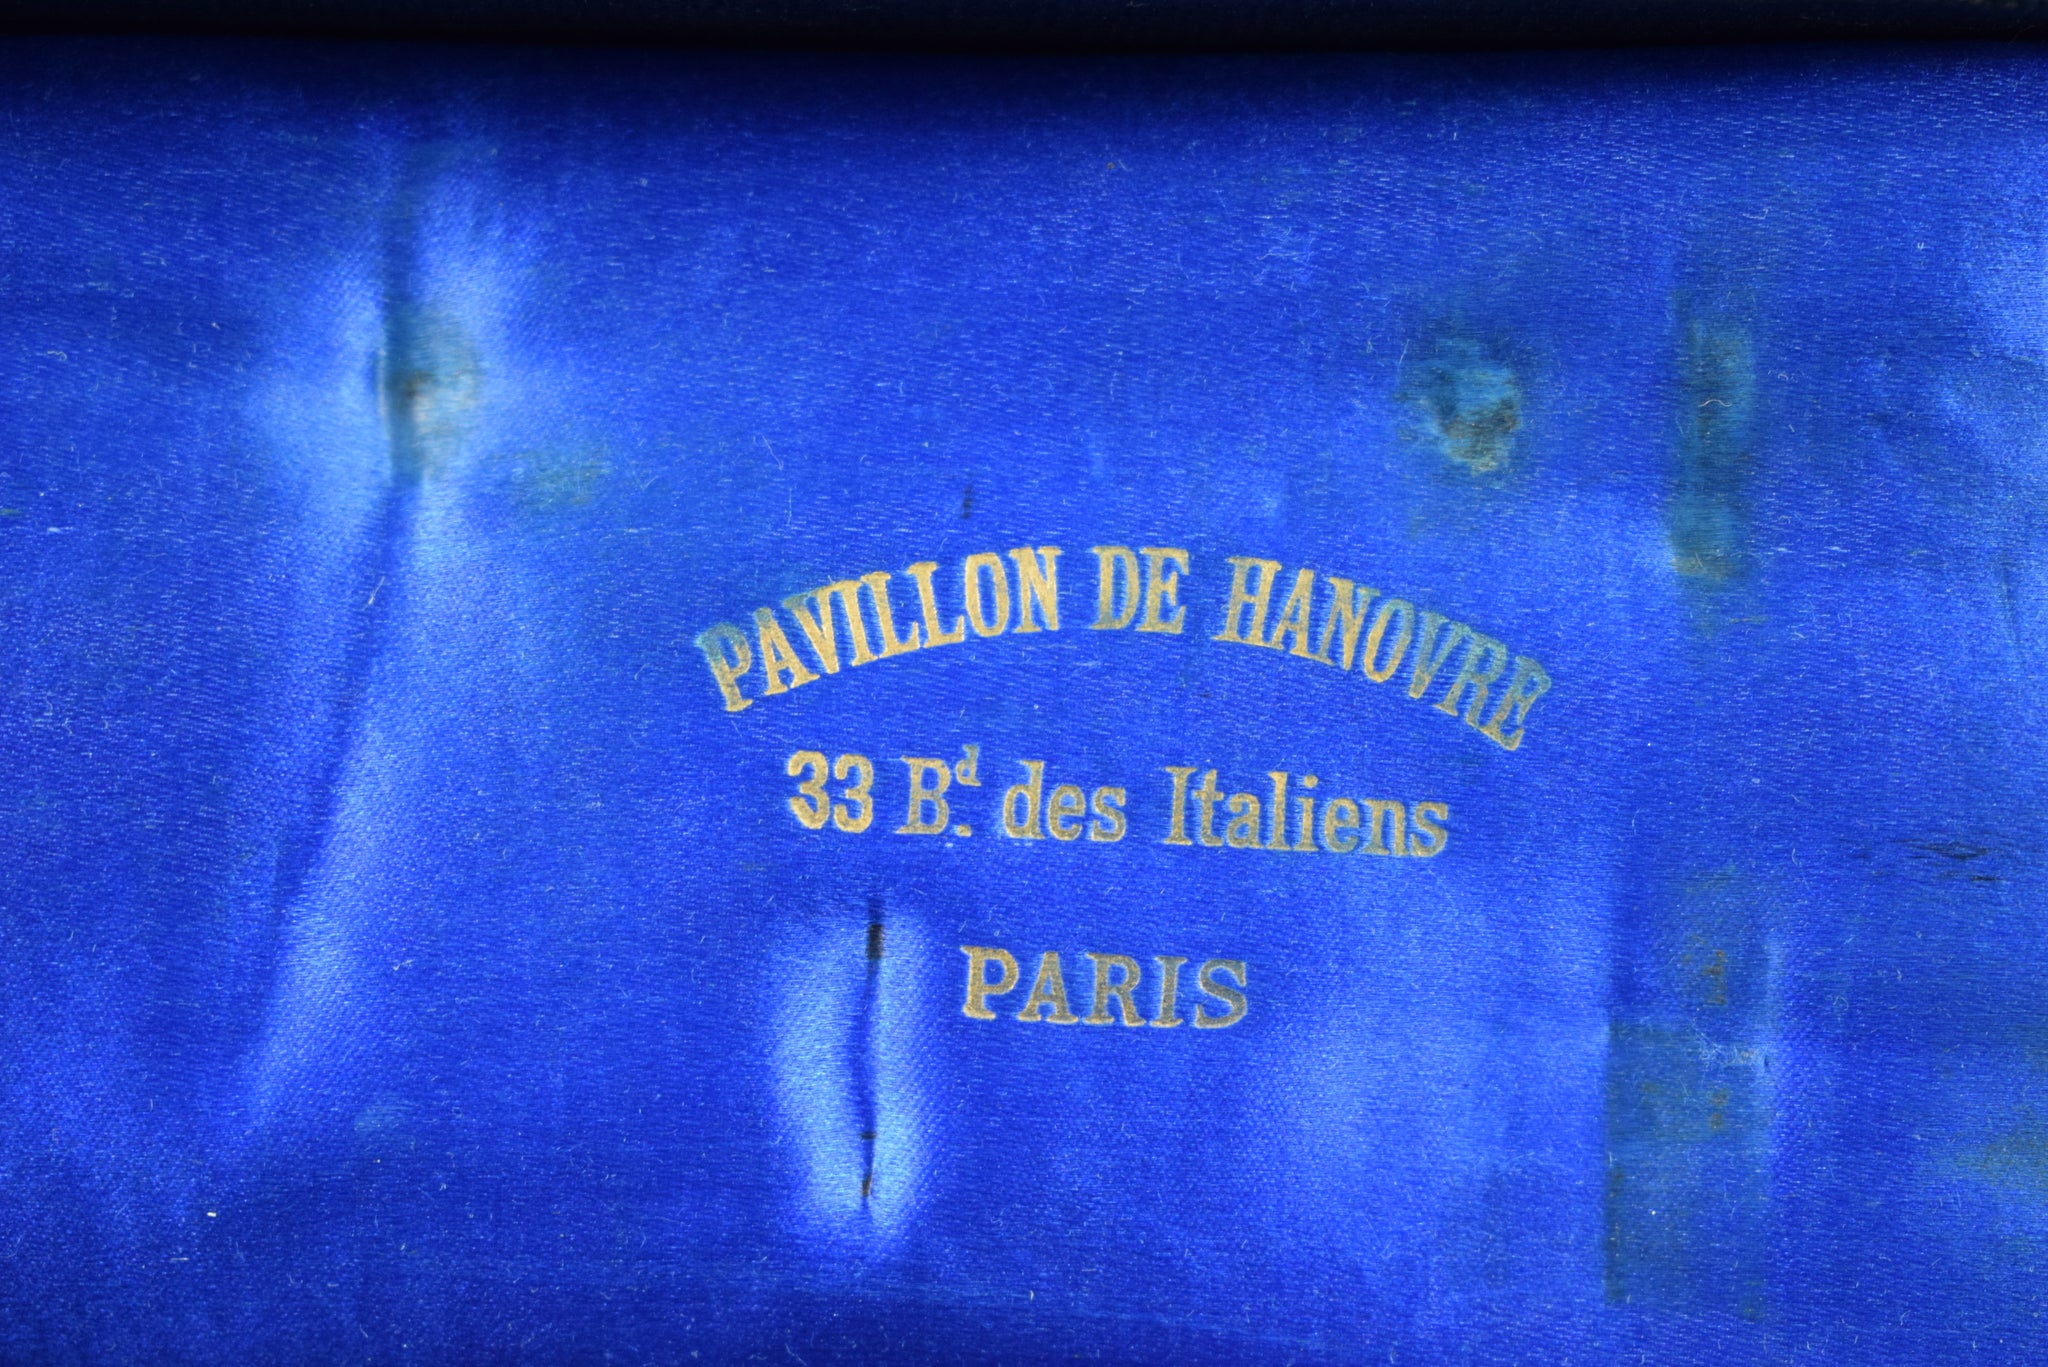 PAVILLON DE HANOVRE
33 Bd. des Italiens
PARIS